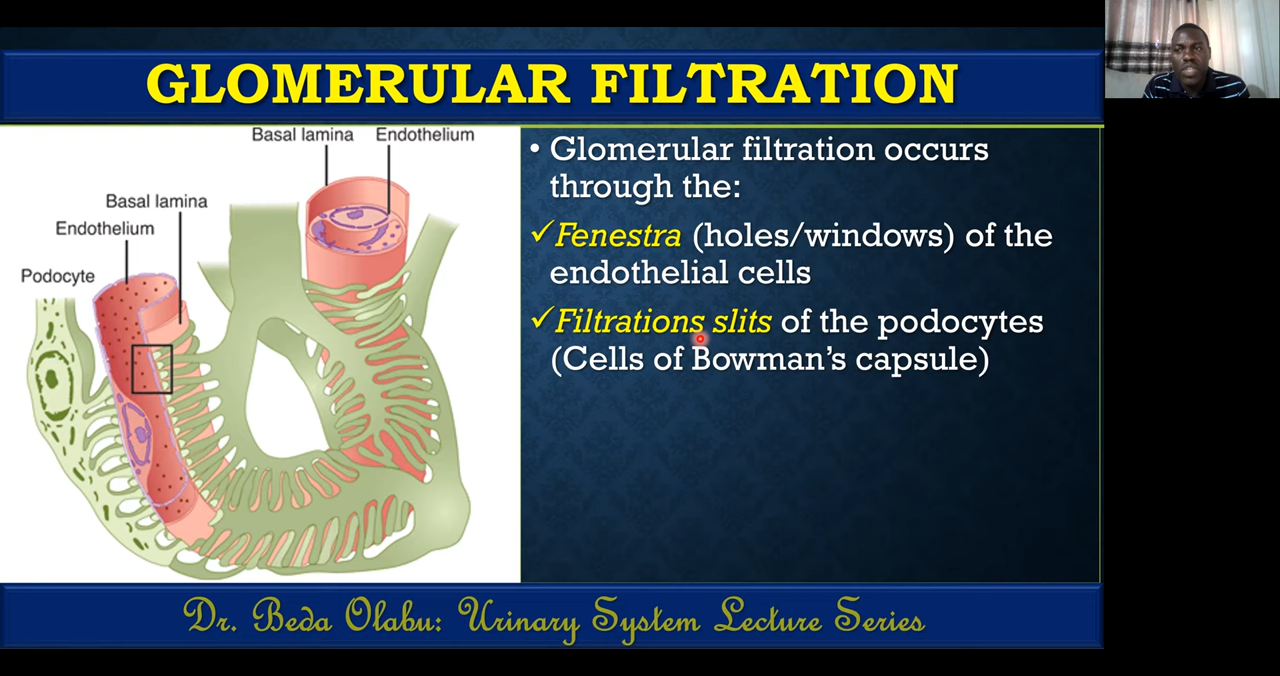 GLOMERULAR FILTRATION
Basal lamina Endothelium
Basal lamina
Endothelium
Podocyte
• Glomerular filtration occurs
through the:
✓Fenestra (holes/windows) of the
endothelial cells
✓Filtrations slits of the podocytes
(Cells of Bowman’s capsule)
Dr. Beda Olabu: Urinary System Lecture Series